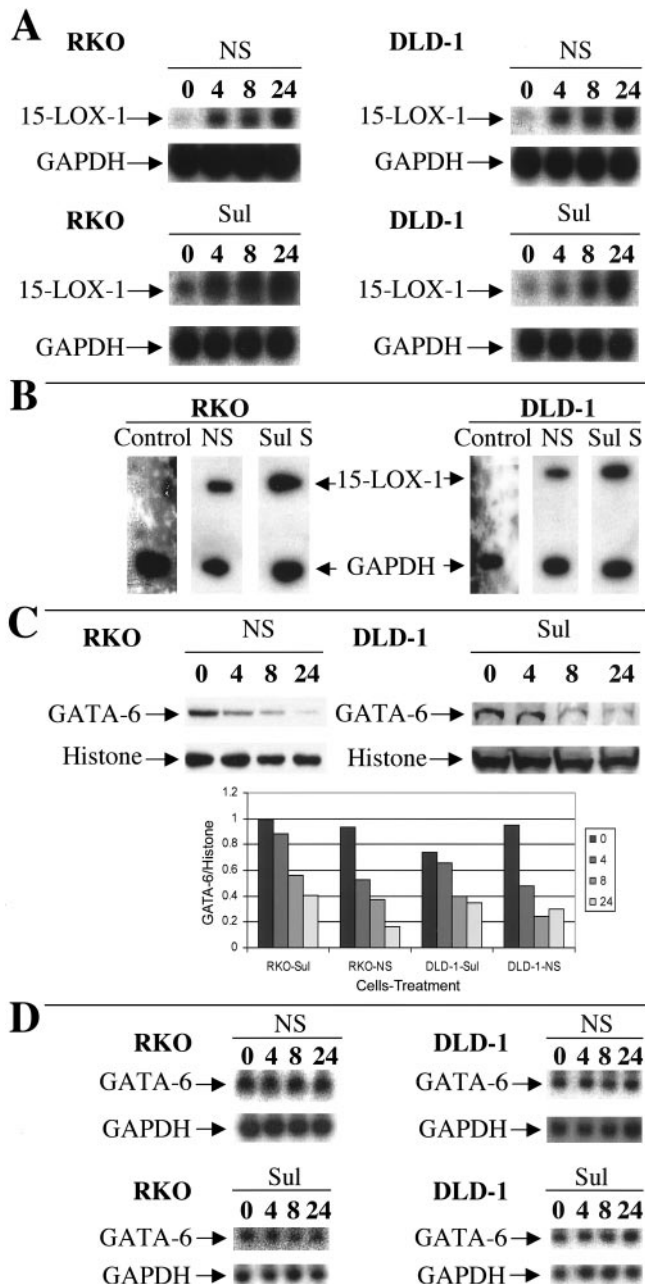 A
RKO DLD-1
NS NS
0 4 8 24 0 4 8 24
15-LOX-1 15-LOX-1
GAPDH GAPDH
RKO Sul DLD-1 Sul
0 4 8 24 0 4 8 24
15-LOX-1 15-LOX-1
GAPDH GAPDH
B
RKO DLD-1
Control NS Sul S Control NS Sul S
15-LOX-1
GAPDH
C
RKO NS DLD-1 Sul
0 4 8 24 0 4 8 24
GATA-6 GATA-6
Histone Histone
GATA-6/Histone
1.2
1
0.8
0.6
0.4
0.2
0
0
4
8
24
RKO-Sul RKO-NS DLD-1-Sul DLD-1-NS
Cells-Treatment
D
RKO NS DLD-1 NS
0 4 8 24 0 4 8 24
GATA-6 GATA-6
GAPDH GAPDH
RKO Sul DLD-1 Sul
0 4 8 24 0 4 8 24
GATA-6 GATA-6
GAPDH GAPDH